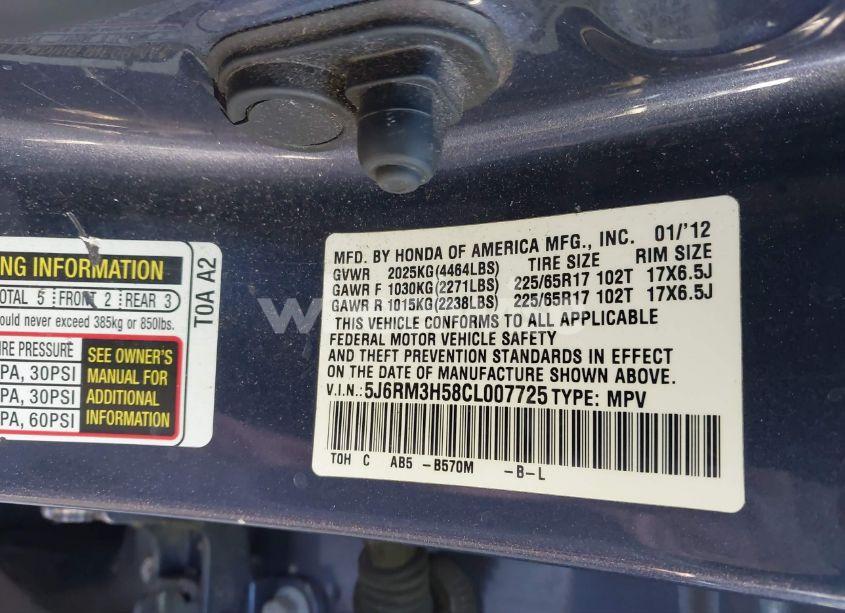 NG INFORMATION
TOTAL 5 FRONT 2 REAR 3
ould never exceed 385kg or 850lbs.
IRE PRESSURE
PA, 30PSI
PA, 30PSI
PA, 60PSI
SEE OWNER'S
MANUAL FOR
ADDITIONAL
INFORMATION
T0A A2
MFD. BY HONDA OF AMERICA MFG., INC. 01/'12
GVWR 2025KG(4464LBS) TIRE SIZE RIM SIZE
GAWR F 1030KG(2271LBS) 225/65R17 102T 17X6.5J
GAWR R 1015KG(2238LBS) 225/65R17 102T 17X6.5J
THIS VEHICLE CONFORMS TO ALL APPLICABLE
FEDERAL MOTOR VEHICLE SAFETY
AND THEFT PREVENTION STANDARDS IN EFFECT
ON THE DATE OF MANUFACTURE SHOWN ABOVE.
V.I.N.: 5J6RM3H58CL007725 TYPE: MPV
TOH C AB5 -B570M -B-L